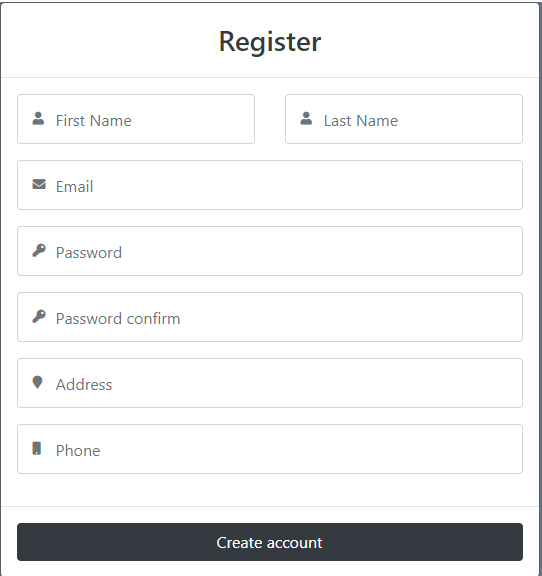 Register
First Name
Last Name
Email
Password
Password confirm
Address
Phone
Create account